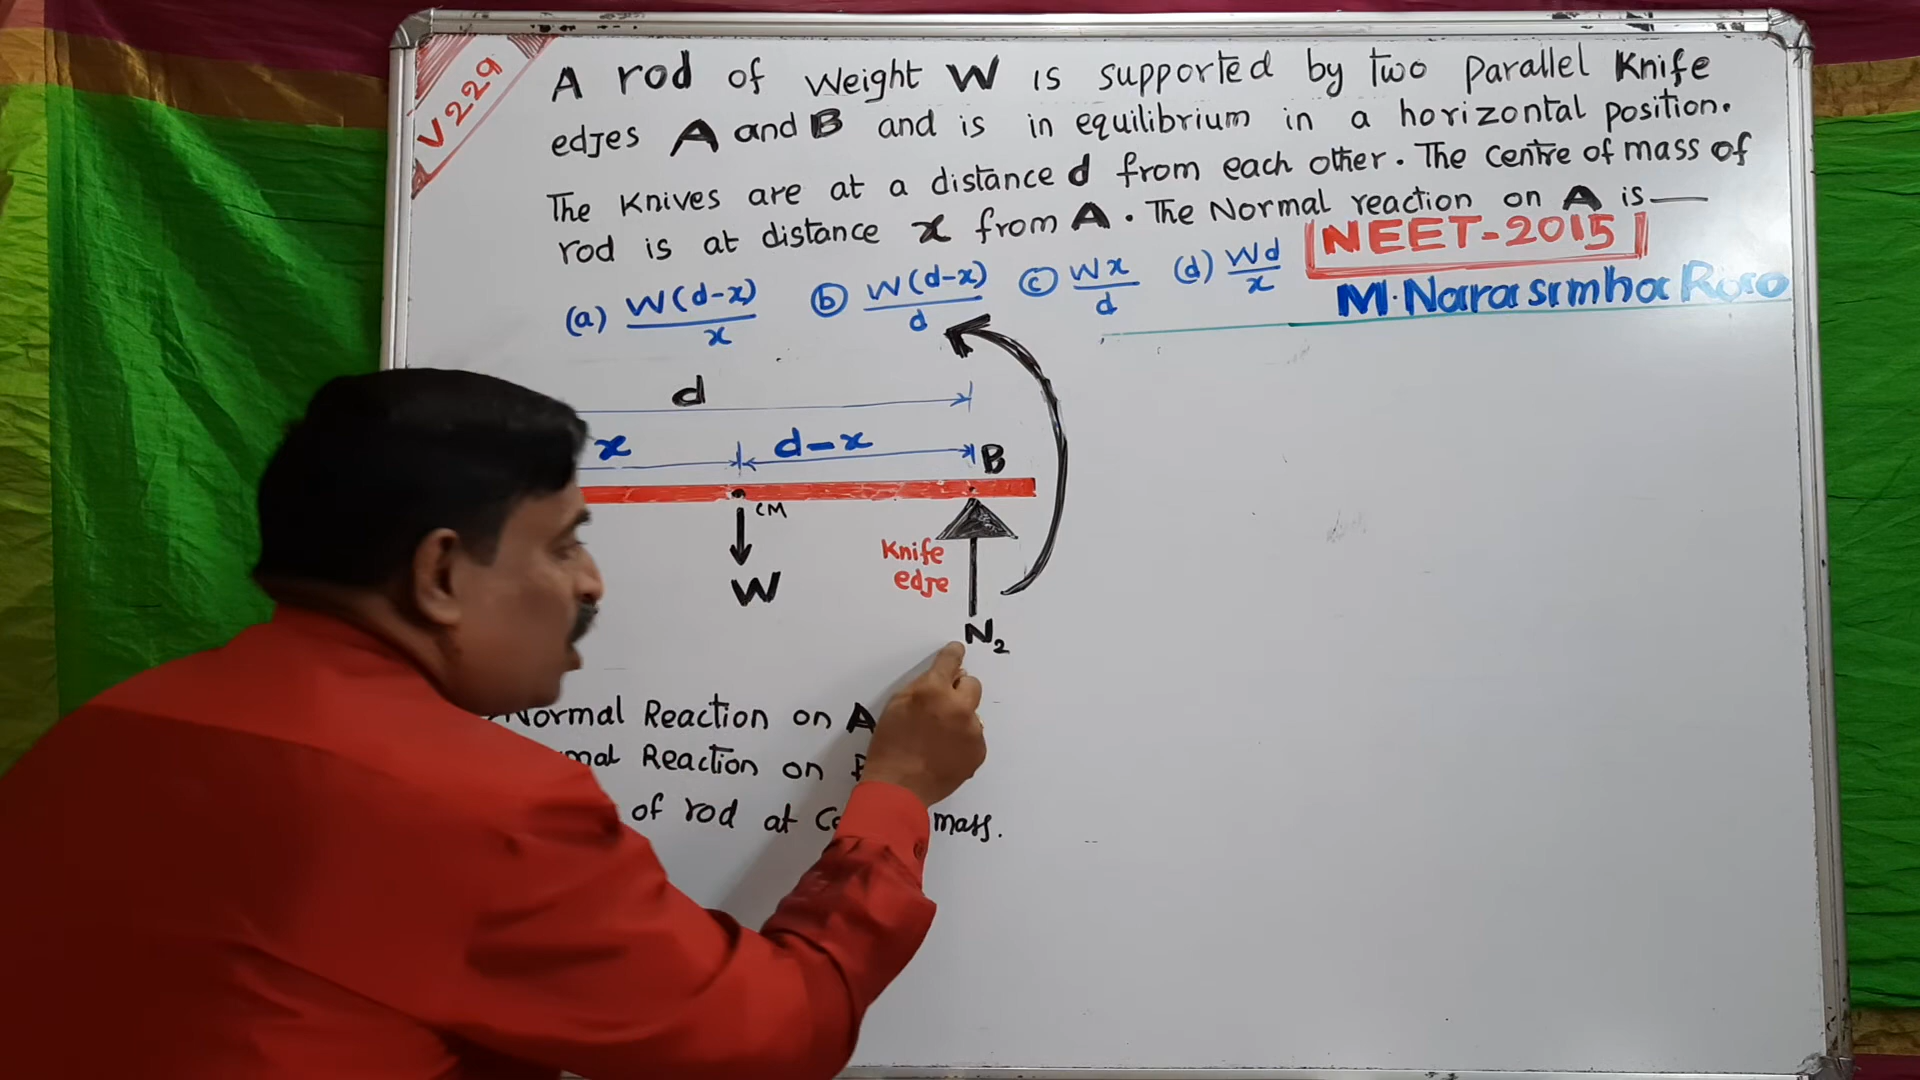 V229
A rod of weight W is supported by two parallel Knife
edjes A and B and is in equilibrium in a horizontal position.
The Knives are at a distance d from each other. The centre of mass of
rod is at distance x from A. The Normal reaction on A is—
NEET-2015
(a) W(d-x)/x (b) W(d-x)/d (c) Wx/d (d) Wd/x
M. Narasimha Rao
d
x d-x B
CM
W
Knife
edje
N₂
Normal Reaction on A
Reaction on
of rod at mass.